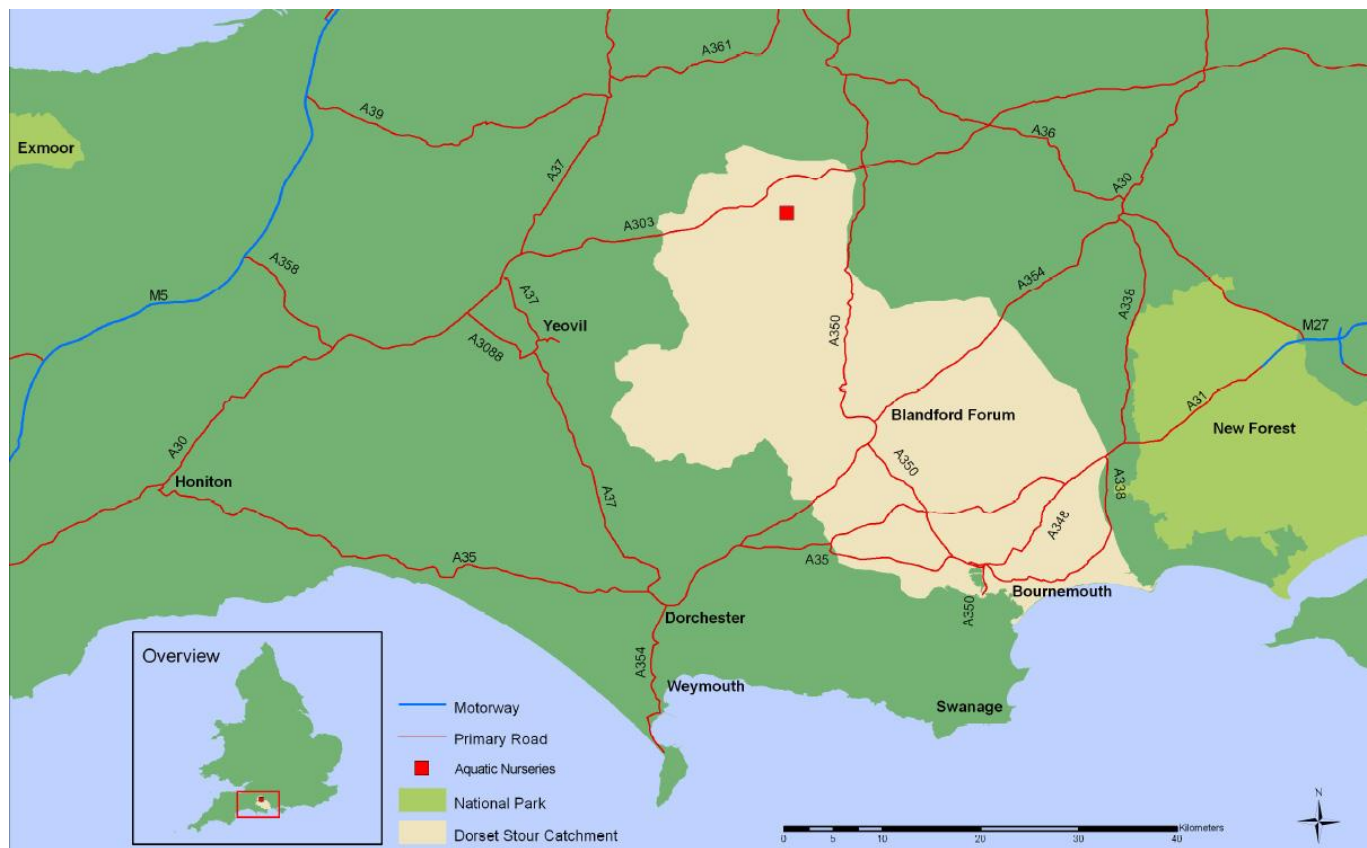 A361
A39
Exmoor
A36
A37
A30
A303
A358
A354
M5
A37
A338
Yeovil
A350
M27
A3088
Blandford Forum
A31
New Forest
A30
A350
Honiton
A338
A37
A348
A35
A35
Bournemouth
A350
Dorchester
Overview
A354
Weymouth
Swanage
Motorway
Primary Road
Aquatic Nurseries
National Park
Dorset Stour Catchment
N
Kilometers
0 5 10 20 30 40